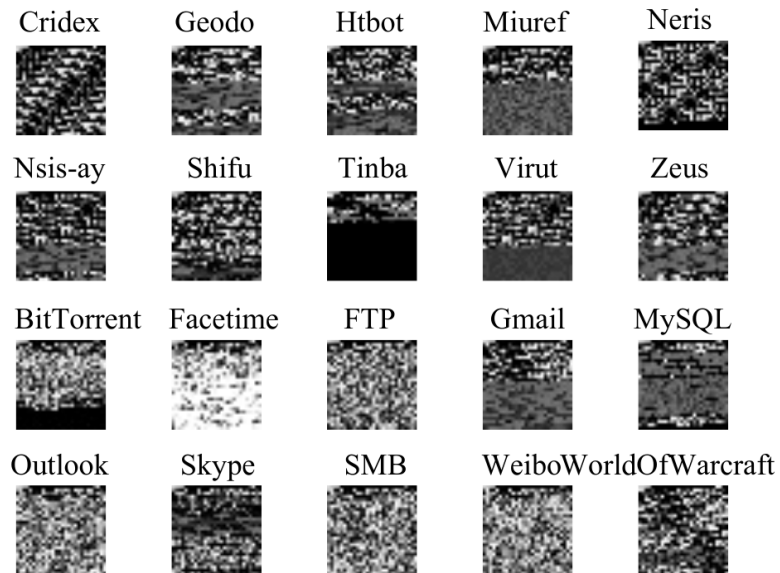 Cridex Geodo Htbot Miuref Neris
Nsis-ay Shifu Tinba Virut Zeus
BitTorrent Facetime FTP Gmail MySQL
Outlook Skype SMB WeiboWorldOfWarcraft